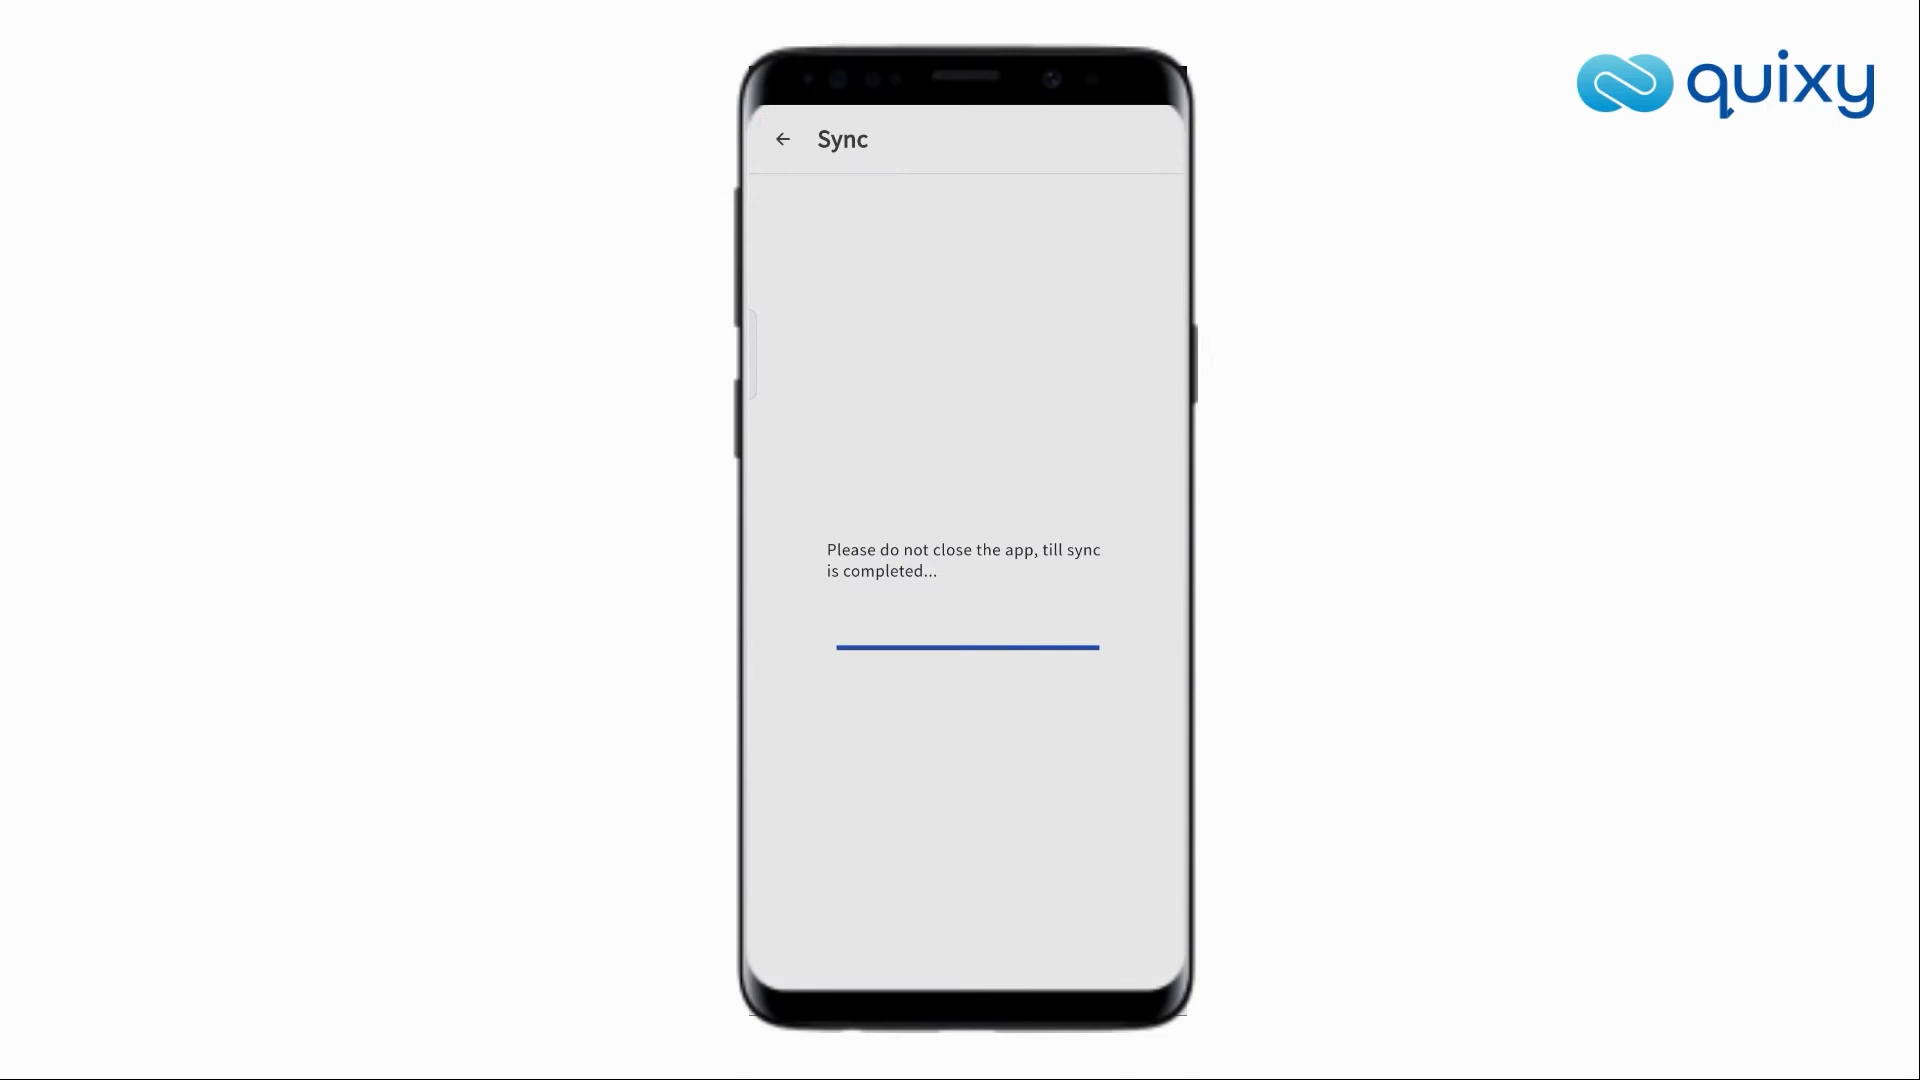 quixy
Sync
Please do not close the app, till sync
is completed...